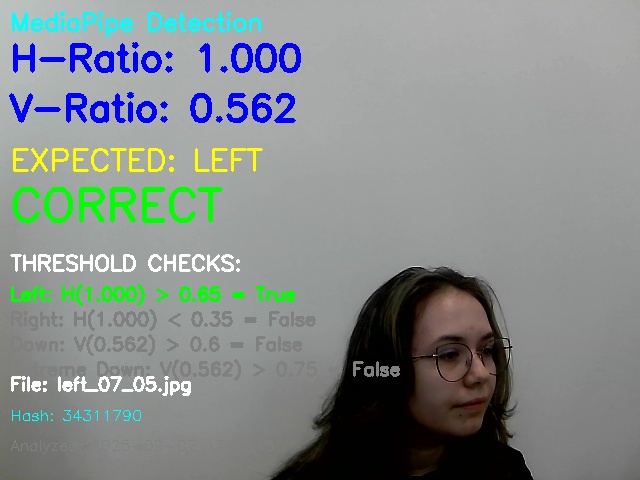 MediaPipe Detection
H-Ratio: 1.000
V-Ratio: 0.562
EXPECTED: LEFT
CORRECT
THRESHOLD CHECKS:
Left: H(1.000) > 0.65 = True
Right: H(1.000) < 0.35 = False
Down: V(0.562) > 0.6 = False
Extreme Down: V(0.562) > 0.75 = False
File: left_07_05.jpg
Hash: 34311790